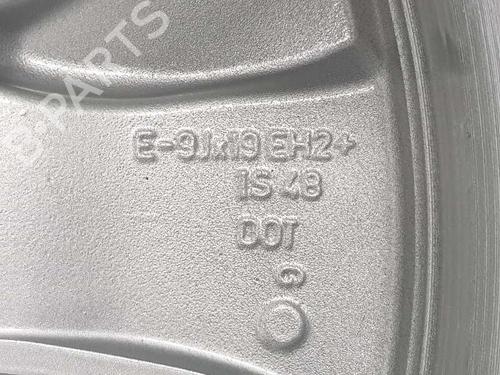 B-PARTS
E-9Jx19 EH2+
IS 48
DOT
G